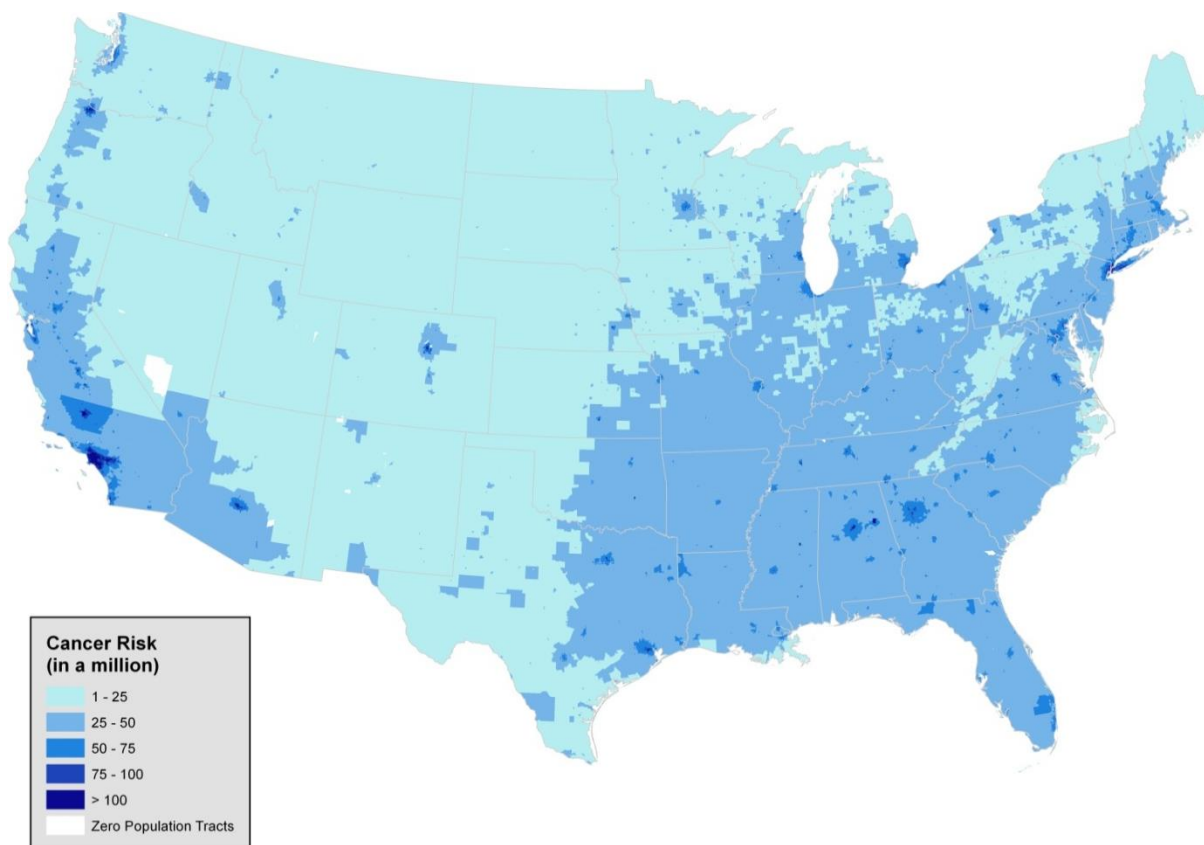 Cancer Risk
(in a million)
1 - 25
25 - 50
50 - 75
75 - 100
> 100
Zero Population Tracts